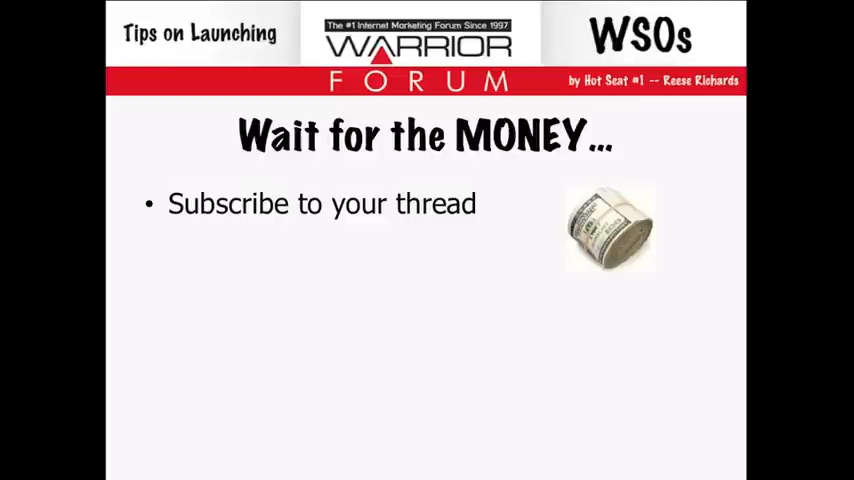 Tips on Launching
The #1 Internet Marketing Forum Since 1997
WARRIOR
FORUM
WSOs
by Hot Seat #1 -- Reese Richards
Wait for the MONEY...
• Subscribe to your thread